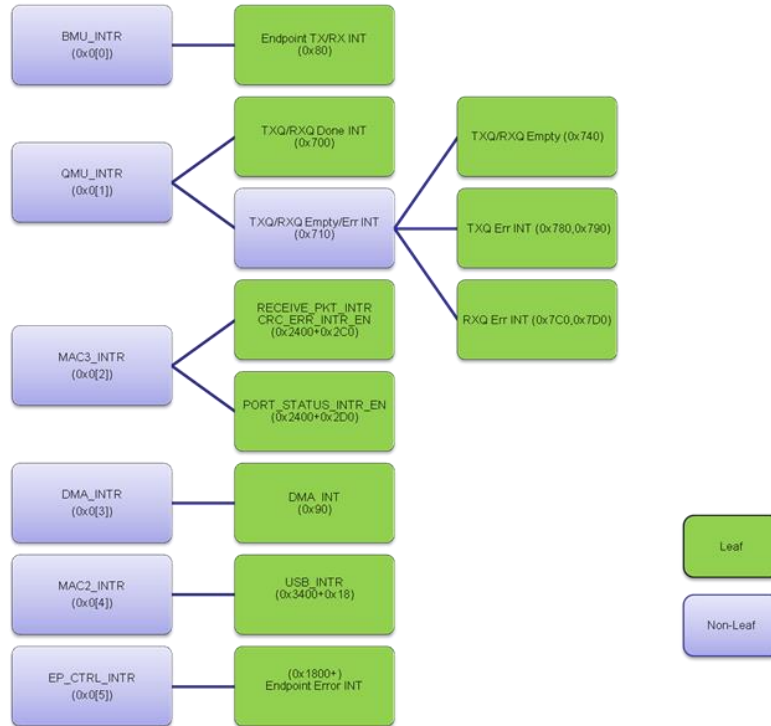 BMU_INTR
(0x0[0])
Endpoint TX/RX INT
(0x80)
QMU_INTR
(0x0[1])
TXQ/RXQ Done INT
(0x700)
TXQ/RXQ Empty/Err INT
(0x710)
TXQ/RXQ Empty (0x740)
TXQ Err INT (0x780,0x790)
RXQ Err INT (0x7C0,0x7D0)
MAC3_INTR
(0x0[2])
RECEIVE_PKT_INTR
CRC_ERR_INTR_EN
(0x2400+0x2C0)
PORT_STATUS_INTR_EN
(0x2400+0x2D0)
DMA_INTR
(0x0[3])
DMA_INT
(0x90)
MAC2_INTR
(0x0[4])
USB_INTR
(0x3400+0x18)
EP_CTRL_INTR
(0x0[5])
(0x1800+)
Endpoint Error INT
Leaf
Non-Leaf